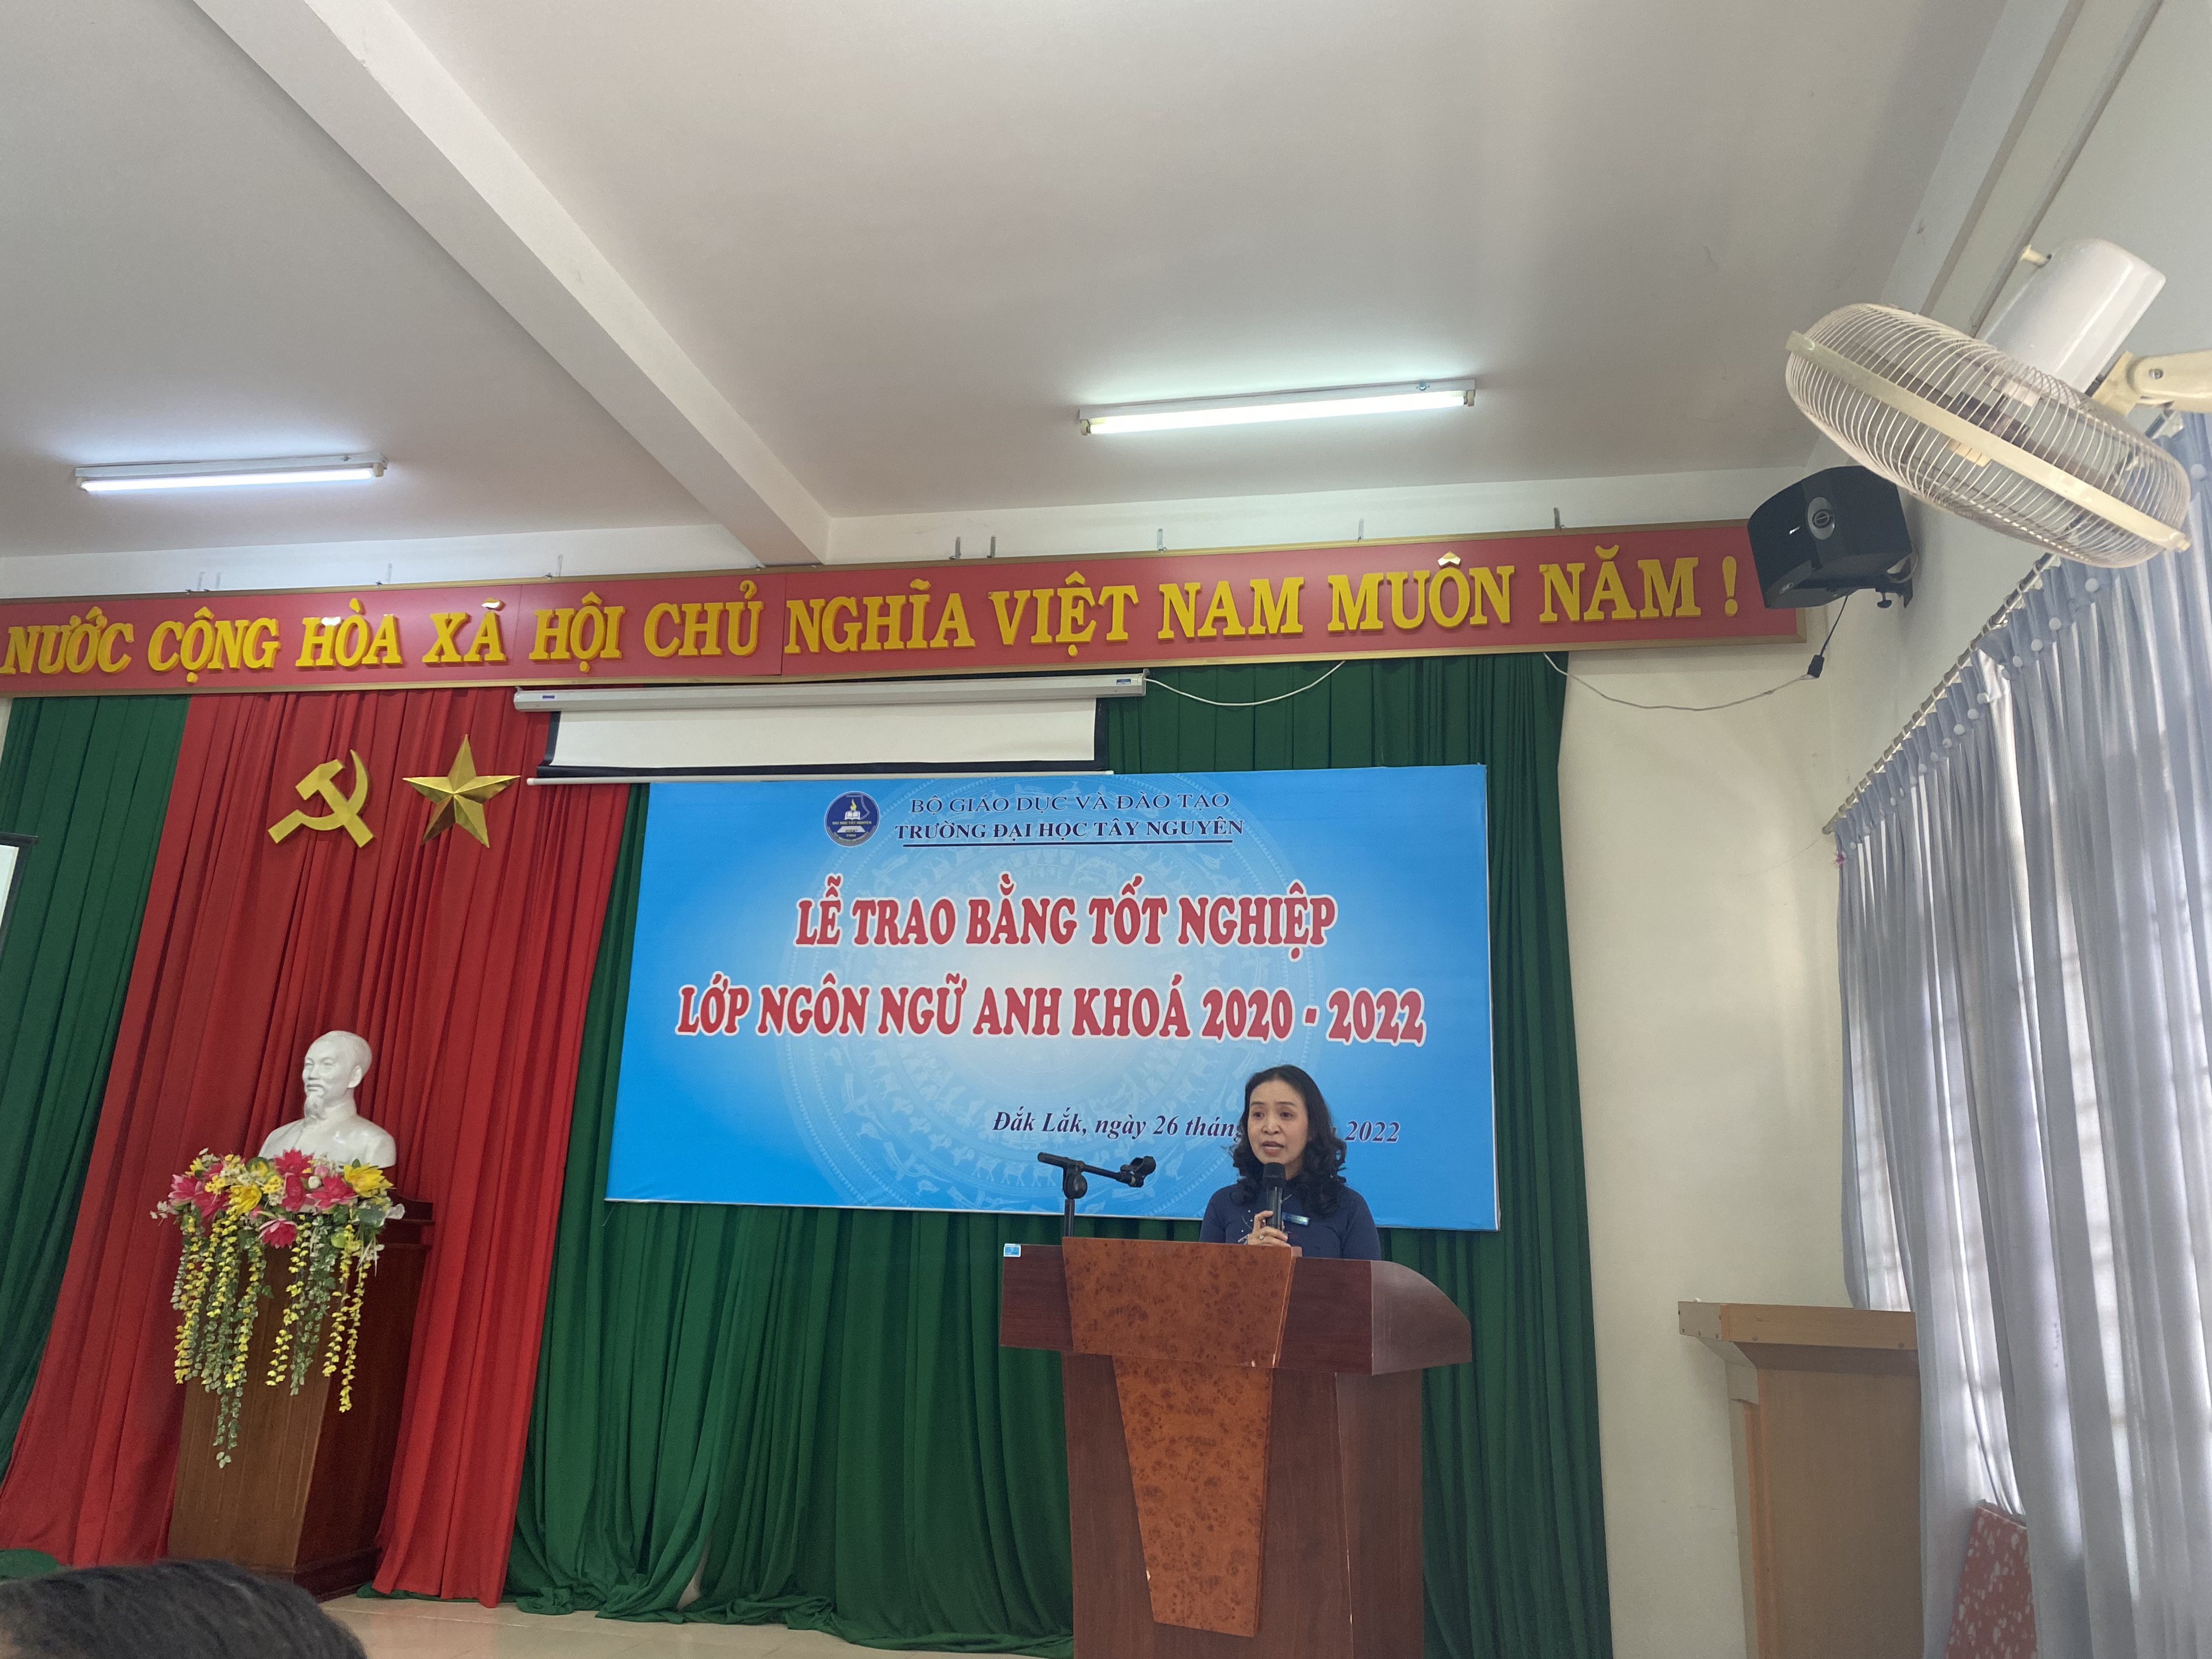 NƯỚC CỘNG HÒA XÃ HỘI CHỦ NGHĨA VIỆT NAM MUÔN NĂM !
BỘ GIÁO DỤC VÀ ĐÀO TẠO
TRƯỜNG ĐẠI HỌC TÂY NGUYÊN
LỄ TRAO BẰNG TỐT NGHIỆP
LỚP NGÔN NGỮ ANH KHOÁ 2020 - 2022
Đắk Lắk, ngày 26 2022